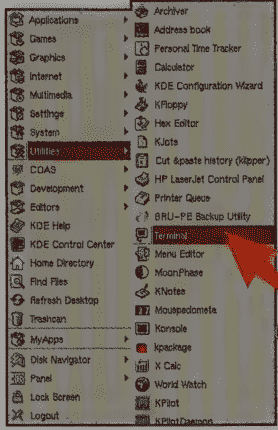 Applications
Games
Graphics
Internet
Multimedia
Settings
System
Utilities
COAS
Development
Editors
KDE Help
KDE Control Center
Home Directory
Find Files
Refresh Desktop
Trashcan
MyApps
Disk Navigator
Panel
Lock Screen
Logout
Archiver
Address book
Personal Time Tracker
Calculator
KDE Configuration Wizard
KFloppy
Hex Editor
KJots
Cut & paste history (klipper)
HP LaserJet Control Panel
Printer Queue
BRU-PE Backup Utility
Terminal
Menu Editor
MoonPhase
KNotes
Mousepedometa
Konsole
kpackage
X Calc
World Watch
KPilot
KPilotDaemon